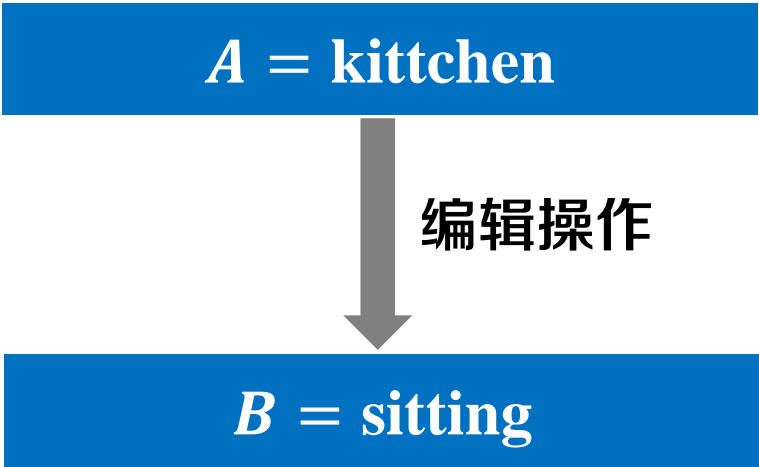 A = kittchen
编辑操作
B = sitting